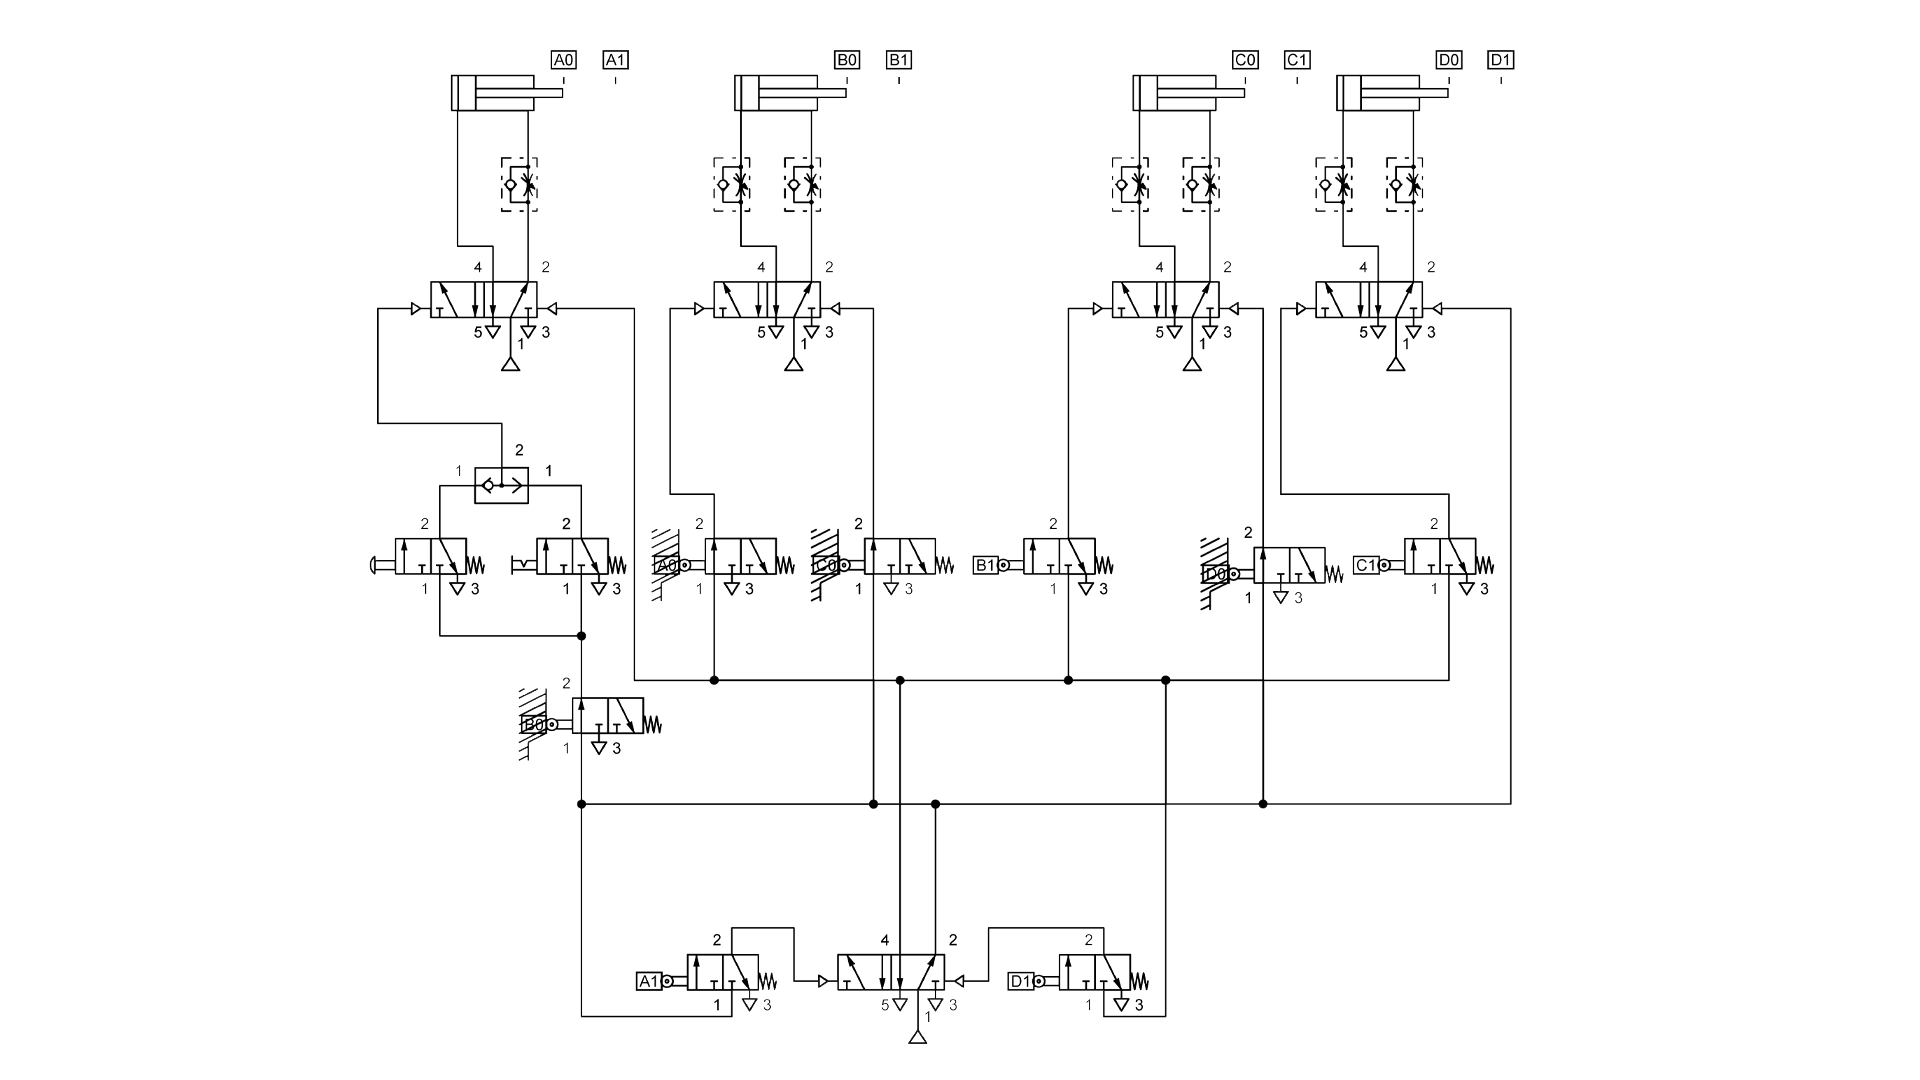 A0 A1 B0 B1 C0 C1 D0 D1
4 2 4 2 4 2 4 2
5 3 5 3 5 3 5 3
1 1 1 1
2
1 1
2 2 2 2 2 2 2
A0 C0 B1 D0 C1
1 3 1 3 1 3 1 3 1 3 1 3 1 3
2
B0
1 3
2 4 2 2
A1 D1
1 3 5 3 1 3
1